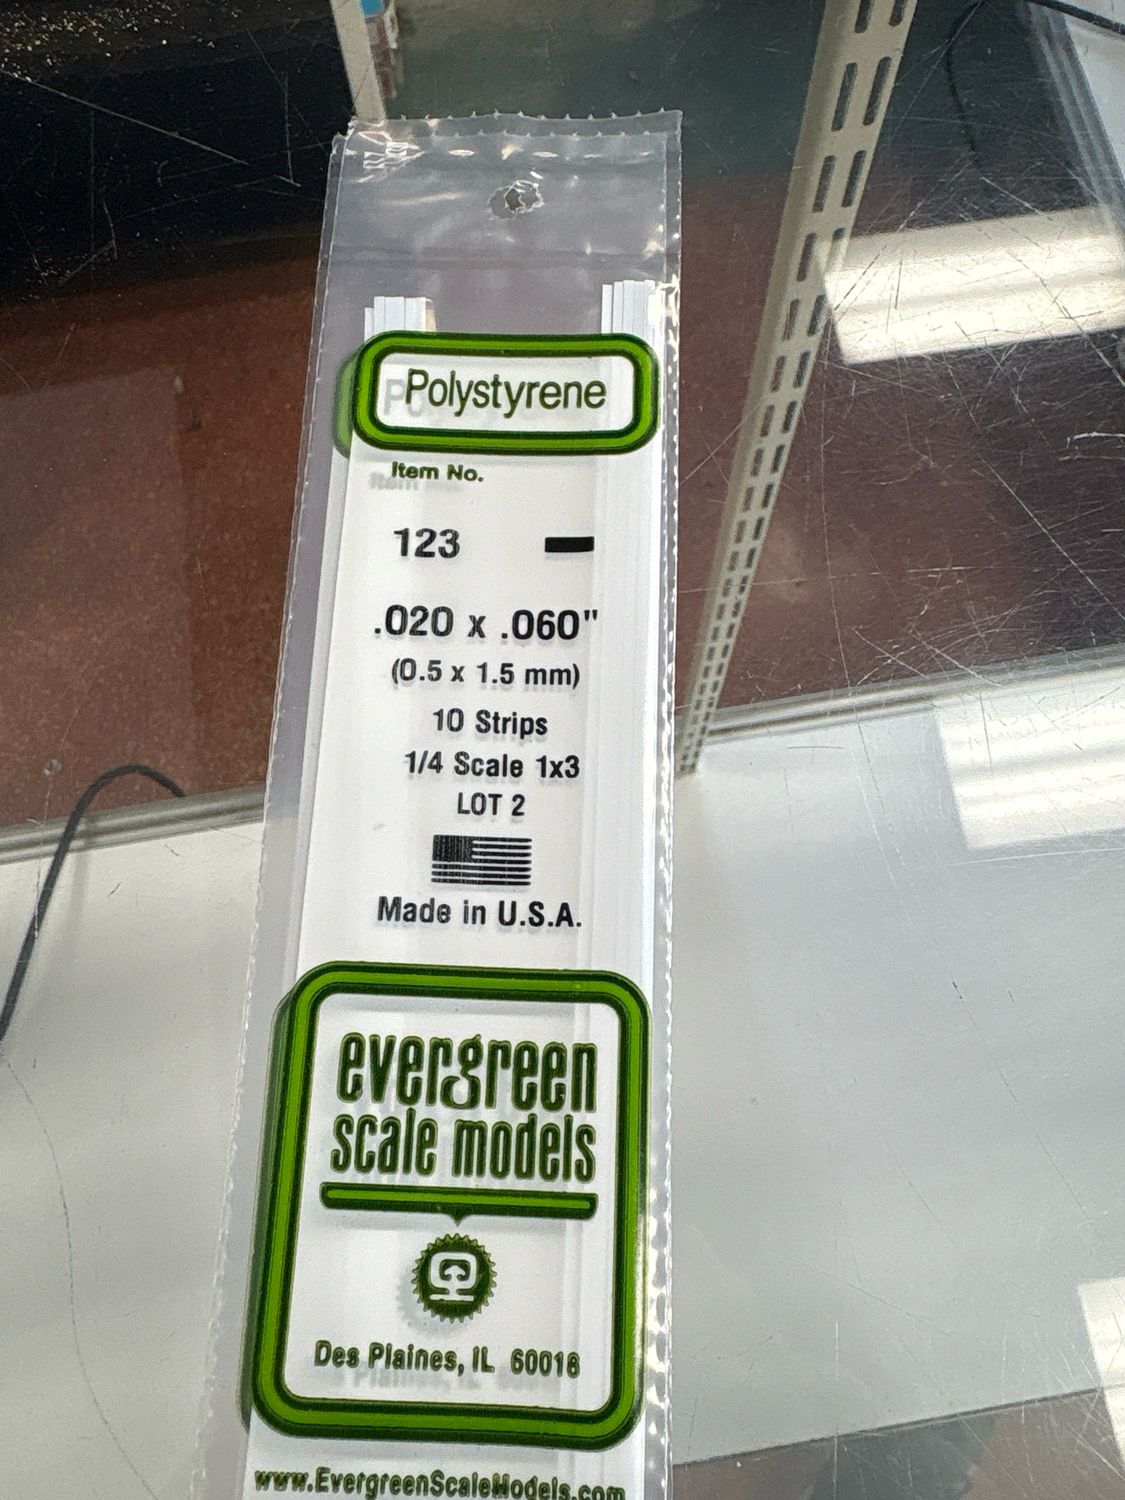 Polystyrene
Item No.
123
.020 x .060"
(0.5 x 1.5 mm)
10 Strips
1/4 Scale 1x3
LOT 2
Made in U.S.A.
evergreen
scale models
Des Plaines, IL 60018
www.EvergreenScaleModels.com